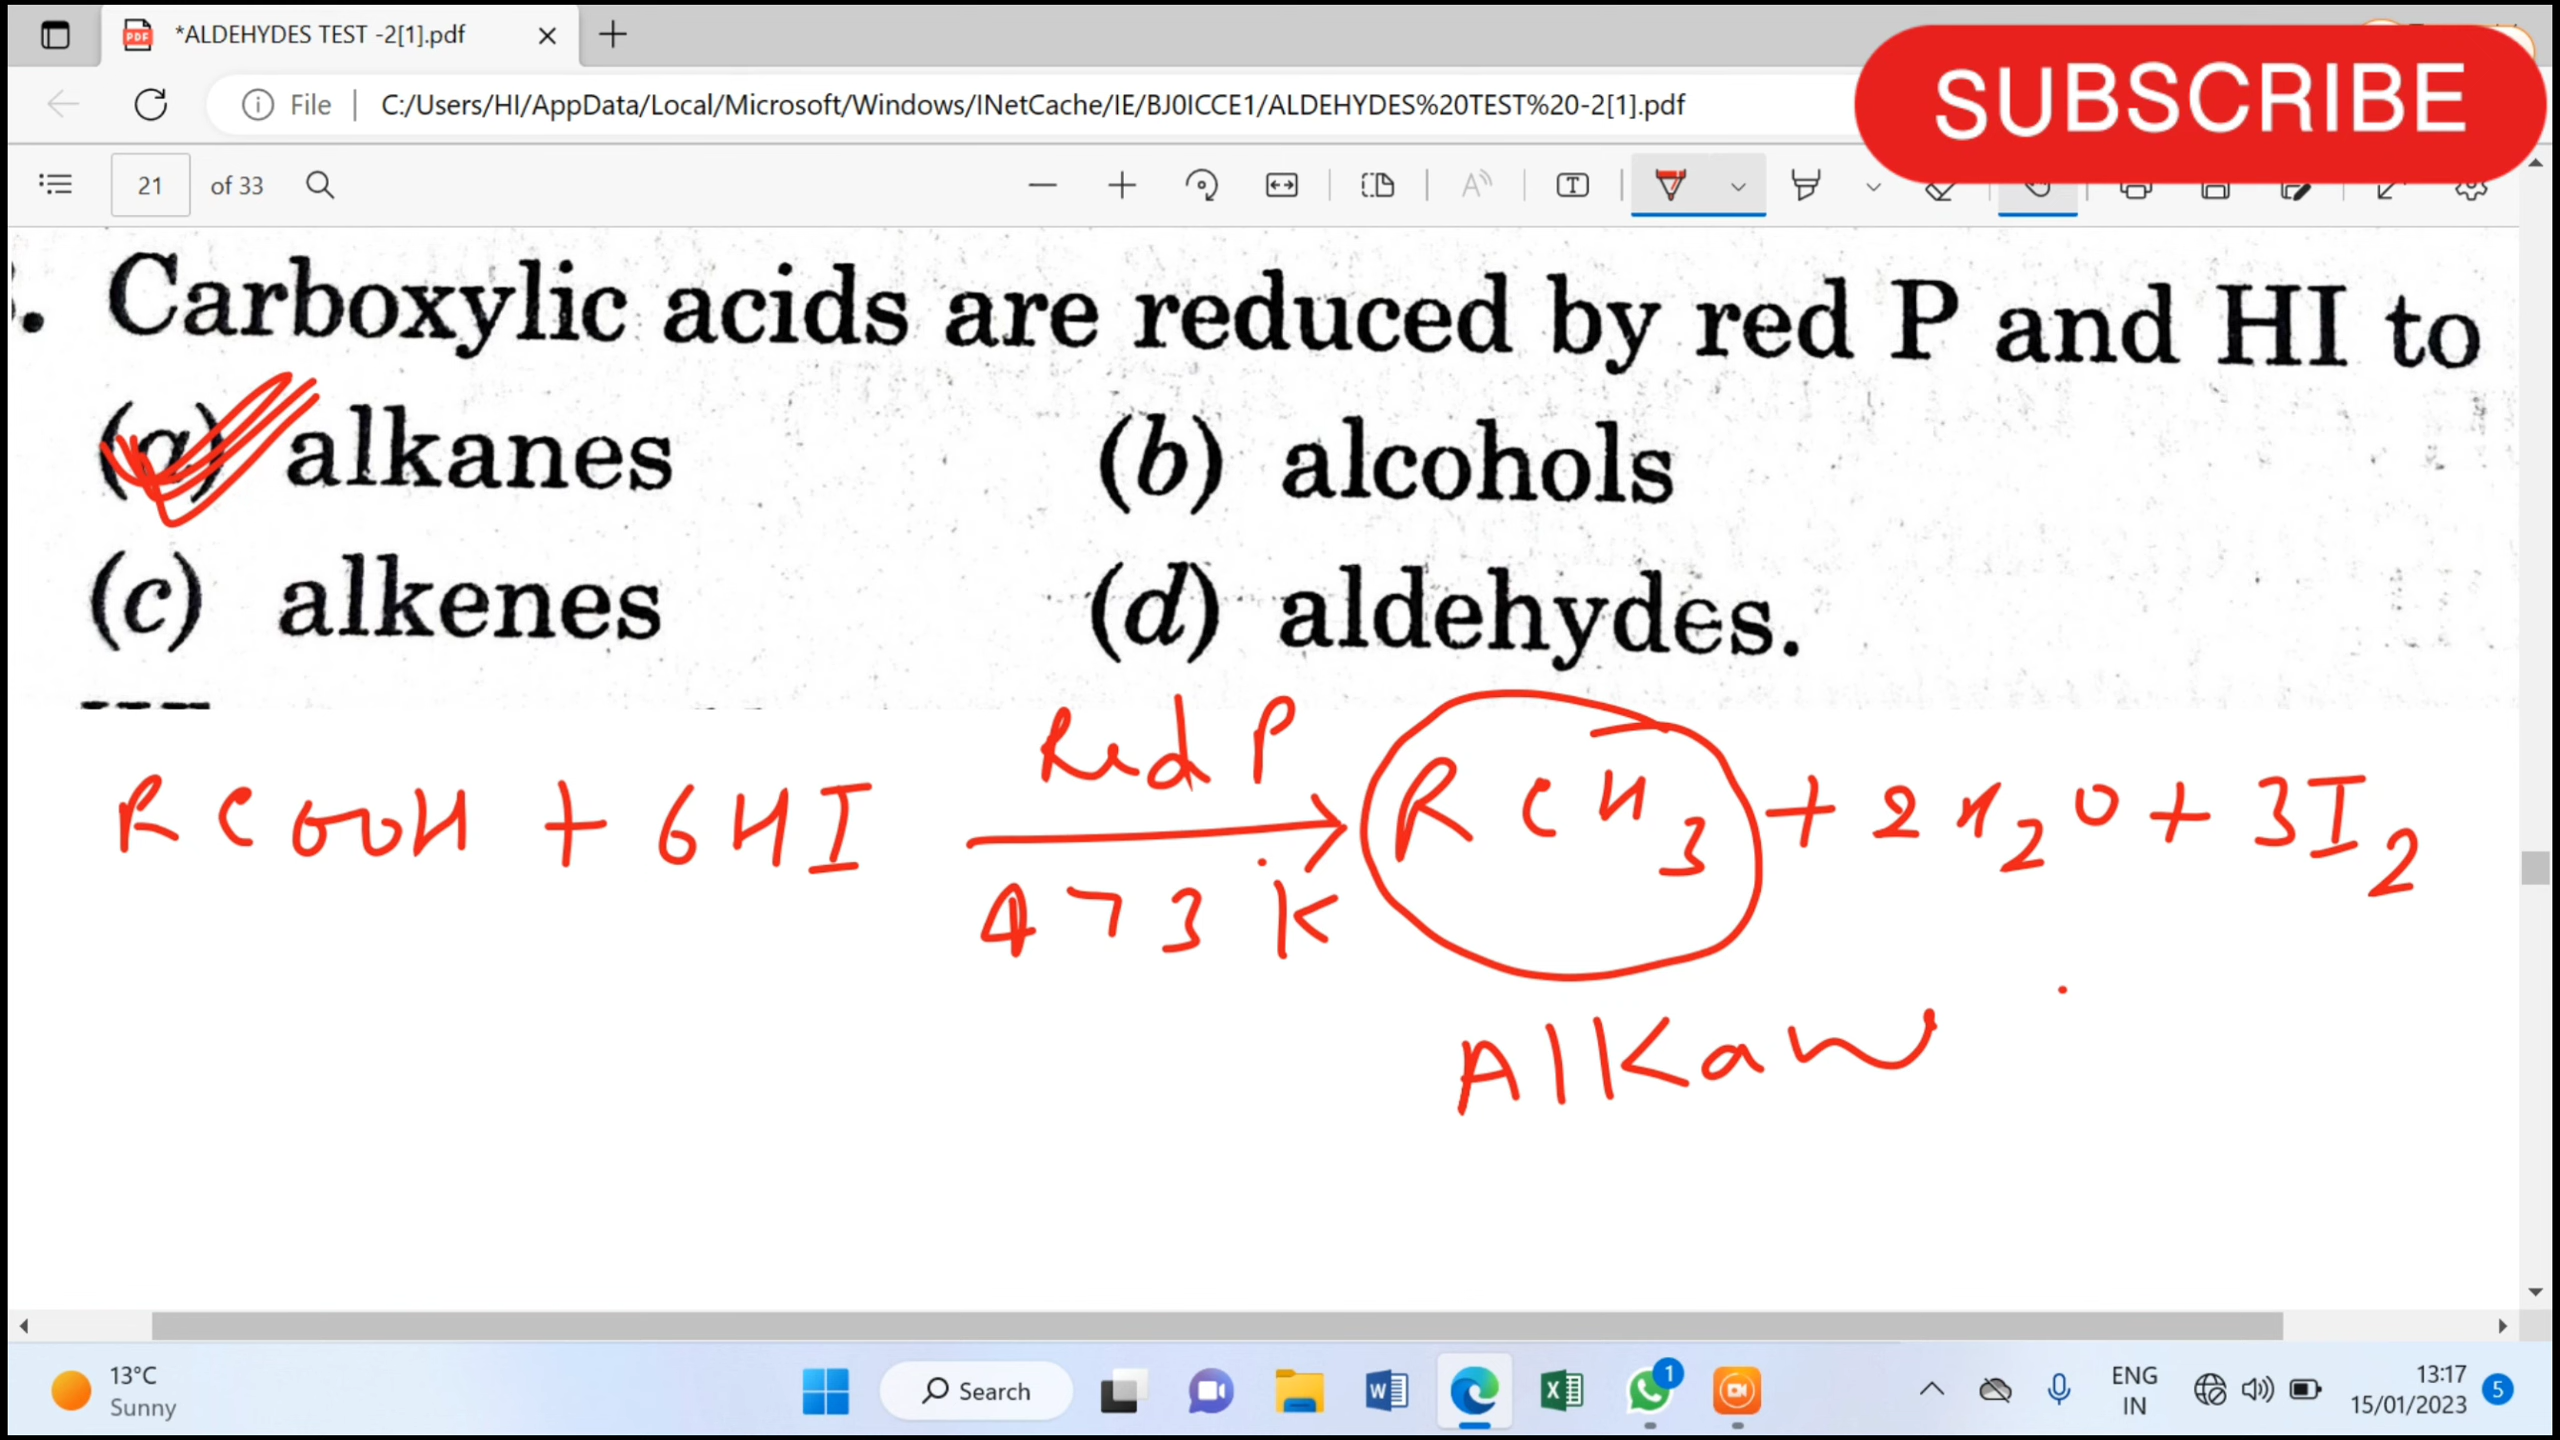 *ALDEHYDES TEST -2[1].pdf
SUBSCRIBE
File | C:/Users/HI/AppData/Local/Microsoft/Windows/INetCache/IE/BJ0ICCE1/ALDEHYDES%20TEST%20-2[1].pdf
21 of 33
. Carboxylic acids are reduced by red P and HI to
(a) alkanes (b) alcohols
(c) alkenes (d) aldehydes.
Red P
RCOOH + 6HI → RCH3 + 2H2O + 3I2
473 K
13°C
Sunny
Search
1
ENG
IN
13:17
15/01/2023
5